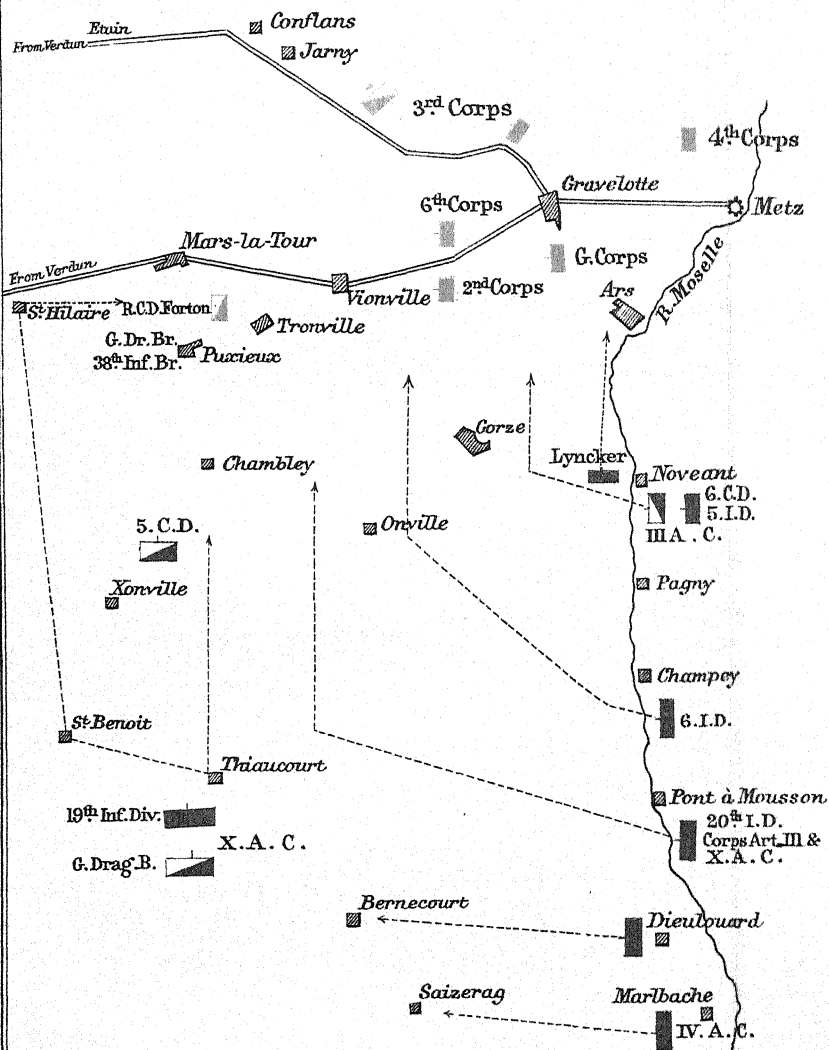 Conflans
Etain
From Verdun
Jarny
3rd Corps
4th Corps
Gravelotte
6th Corps
Metz
Mars-la-Tour
G. Corps
From Verdun
Vionville
2nd Corps
Ars
R. Moselle
St Hilaire
R.C.D. Forton
Tronville
G. Dr. Br.
38th Inf. Br.
Puxieux
Gorze
Chambley
Lyncker
Noveant
6. C.D.
5. I.D.
III A. C.
5. C.D.
Onville
Xonville
Pagny
Champey
6. I.D.
St Benoit
Thiaucourt
Pont à Mousson
19th Inf. Div.
20th I.D.
Corps Art. III &
X. A. C.
X. A. C.
G. Drag. B.
Bernecourt
Dieulouard
Saizerag
Marlbache
IV. A. C.